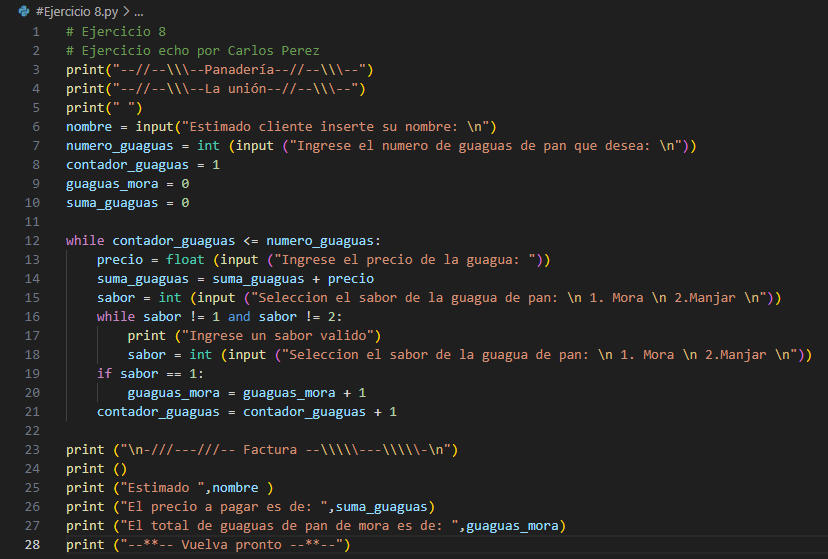 #Ejercicio 8.py > ...
1 # Ejercicio 8
2 # Ejercicio echo por Carlos Perez
3 print("--//--\\\--Panadería--//--\\\--")
4 print("--//--\\\--La unión--//--\\\--")
5 print(" ")
6 nombre = input("Estimado cliente inserte su nombre: \n")
7 numero_guaguas = int (input ("Ingrese el numero de guaguas de pan que desea: \n"))
8 contador_guaguas = 1
9 guaguas_mora = 0
10 suma_guaguas = 0
11
12 while contador_guaguas <= numero_guaguas:
13     precio = float (input ("Ingrese el precio de la guagua: "))
14     suma_guaguas = suma_guaguas + precio
15     sabor = int (input ("Seleccion el sabor de la guagua de pan: \n 1. Mora \n 2.Manjar \n"))
16     while sabor != 1 and sabor != 2:
17         print ("Ingrese un sabor valido")
18         sabor = int (input ("Seleccion el sabor de la guagua de pan: \n 1. Mora \n 2.Manjar \n"))
19     if sabor == 1:
20         guaguas_mora = guaguas_mora + 1
21     contador_guaguas = contador_guaguas + 1
22
23 print ("\n-///---///-- Factura --\\\\\---\\\\\-\n")
24 print ()
25 print ("Estimado ",nombre )
26 print ("El precio a pagar es de: ",suma_guaguas)
27 print ("El total de guaguas de pan de mora es de: ",guaguas_mora)
28 print ("--**-- Vuelva pronto --**--")